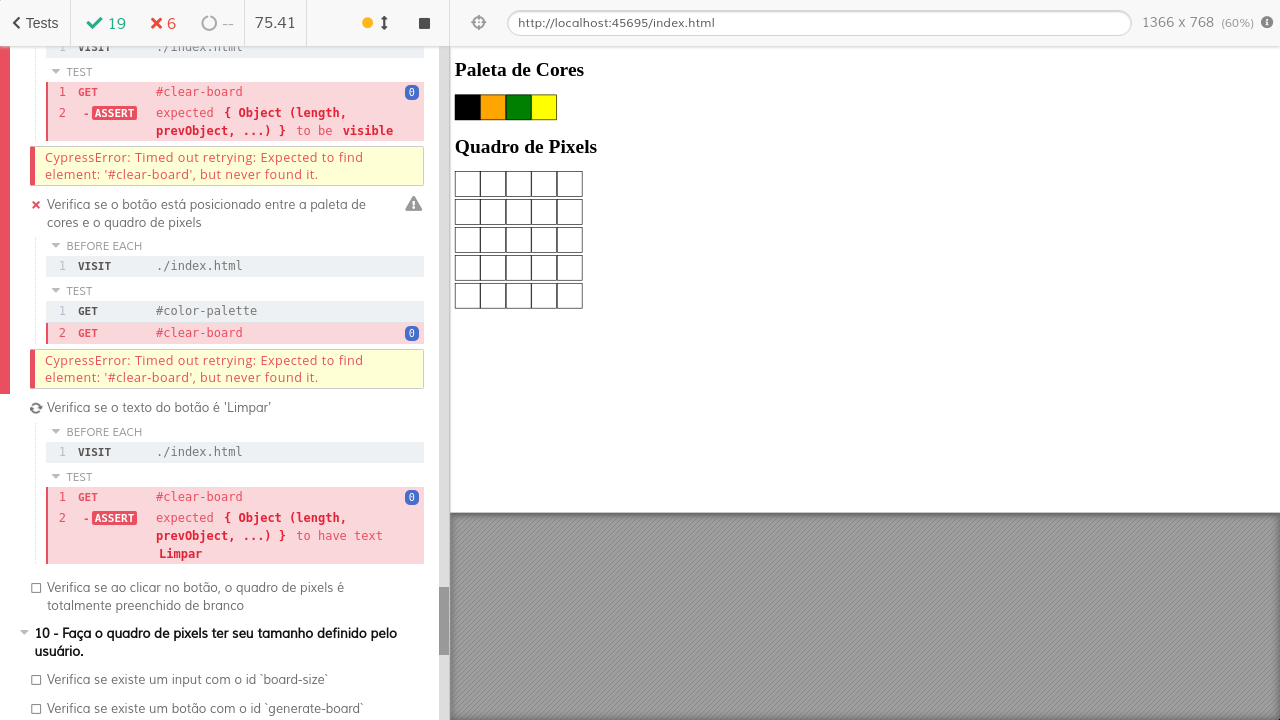 Tests
19
6
--
75.41
http://localhost:45695/index.html
1366 x 768 (60%)
1 VISIT ./index.html
TEST
1 GET #clear-board 0
2 - ASSERT expected { Object (length,
prevObject, ...) } to be visible
CypressError: Timed out retrying: Expected to find
element: '#clear-board', but never found it.
Verifica se o botão está posicionado entre a paleta de
cores e o quadro de pixels
BEFORE EACH
1 VISIT ./index.html
TEST
1 GET #color-palette
2 GET #clear-board 0
CypressError: Timed out retrying: Expected to find
element: '#clear-board', but never found it.
Verifica se o texto do botão é 'Limpar'
BEFORE EACH
1 VISIT ./index.html
TEST
1 GET #clear-board 0
2 - ASSERT expected { Object (length,
prevObject, ...) } to have text
Limpar
Verifica se ao clicar no botão, o quadro de pixels é
totalmente preenchido de branco
10 - Faça o quadro de pixels ter seu tamanho definido pelo
usuário.
Verifica se existe um input com o id `board-size`
Verifica se existe um botão com o id `generate-board`
Paleta de Cores
Quadro de Pixels